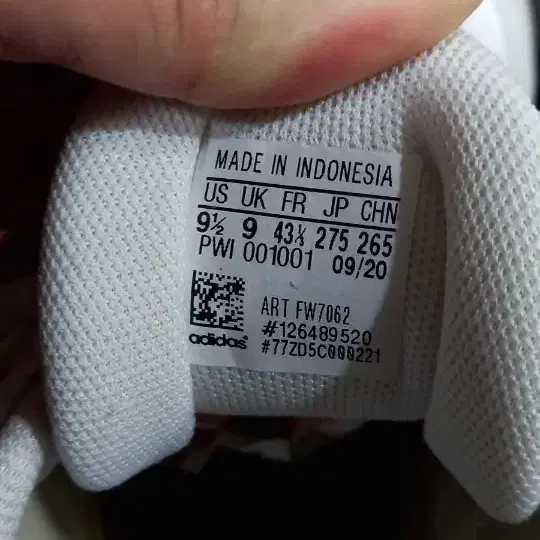 MADE IN INDONESIA
US UK FR JP CHN
9½ 9 43⅓ 275 265
PWI 001001 09/20
ART FW7062
#126489520
adidas
#77ZD5C000221